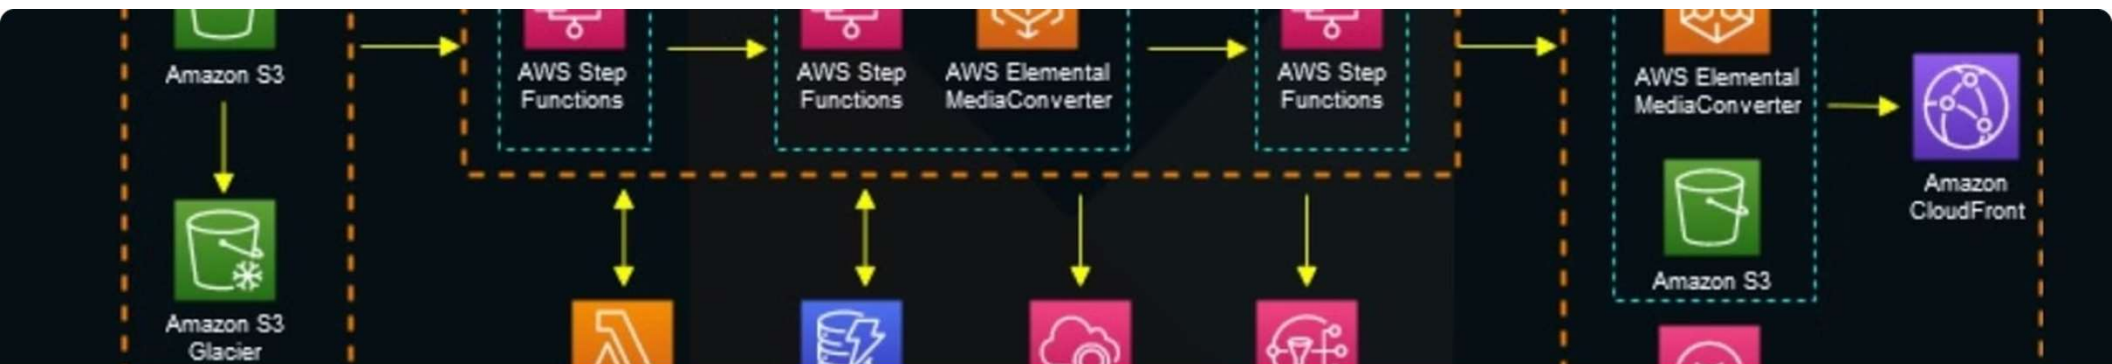 Amazon S3
AWS Step
Functions
AWS Step
Functions
AWS Elemental
MediaConverter
AWS Step
Functions
AWS Elemental
MediaConverter
Amazon
CloudFront
Amazon S3
Amazon S3
Glacier